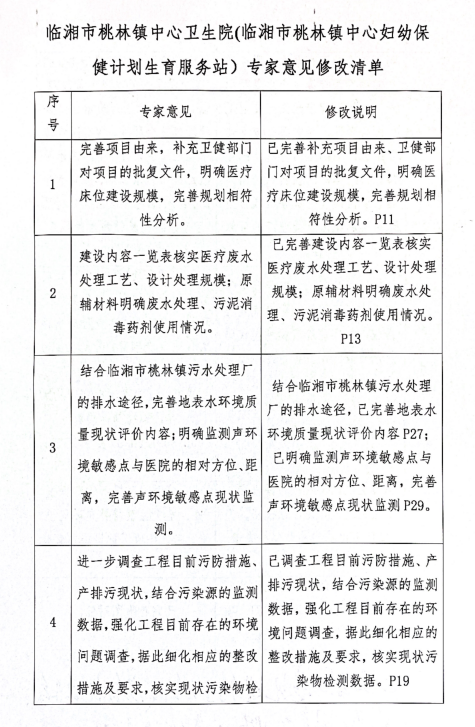 临湘市桃林镇中心卫生院(临湘市桃林镇中心妇幼保
健计划生育服务站）专家意见修改清单
序
号
专家意见
修改说明
1
完善项目由来，补充卫健部门
对项目的批复文件，明确医疗
床位建设规模，完善规划相符
性分析。
已完善补充项目由来、卫健部
门对项目的批复文件，明确医
疗床位建设规模，完善规划相
符性分析。P11
2
建设内容一览表核实医疗废水
处理工艺、设计处理规模；原
辅材料明确废水处理、污泥消
毒药剂使用情况。
已完善建设内容一览表核实
医疗废水处理工艺、设计处理
规模；原辅材料明确废水处
理、污泥消毒药剂使用情况。
P13
3
结合临湘市桃林镇污水处理厂
的排水途径,完善地表水环境质
量现状评价内容;明确监测声环
境敏感点与医院的相对方位、距
离，完善声环境敏感点现状监
测。
结合临湘市桃林镇污水处理
厂的排水途径，已完善地表水
环境质量现状评价内容 P27；
已明确监测声环境敏感点与
医院的相对方位、距离，完善
声环境敏感点现状监测 P29。
4
进一步调查工程目前污防措施、
产排污现状,结合污染源的监测
数据,强化工程目前存在的环境
问题调查,据此细化相应的整改
措施及要求,核实现状污染物检
已调查工程目前污防措施、产
排污现状，结合污染源的监测
数据，强化工程目前存在的环
境问题调查，据此细化相应的
整改措施及要求，核实现状污
染物检测数据。P19